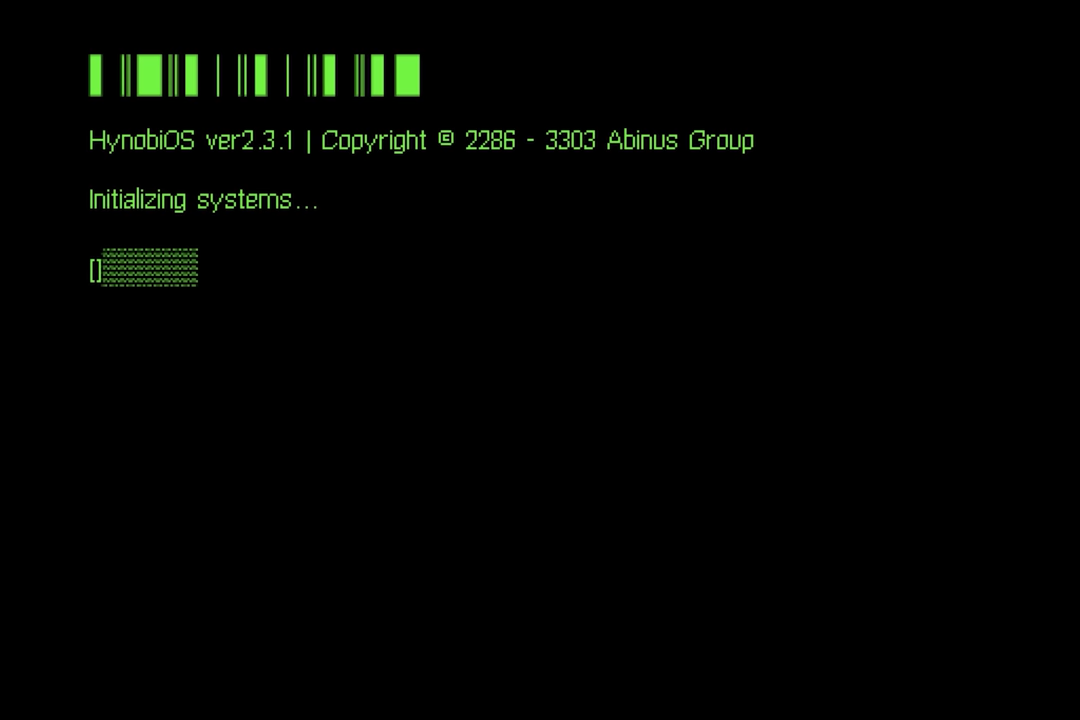 HynobiOS ver2.3.1 | Copyright © 2286 - 3303 Abinus Group
Initializing systems...
[]▒▒▒▒▒▒▒▒